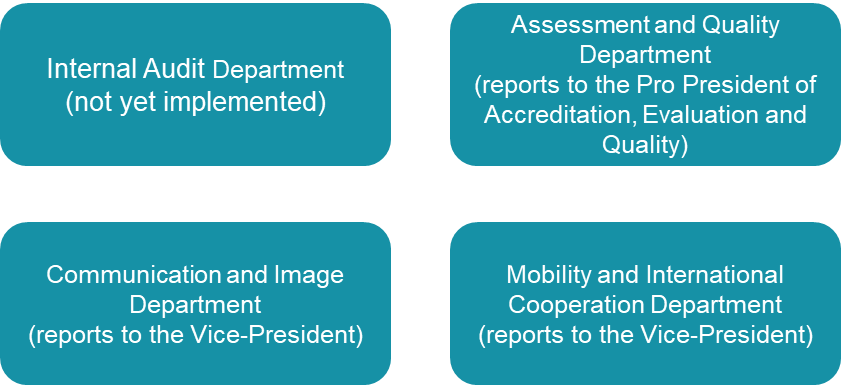 Internal Audit Department
(not yet implemented)
Assessment and Quality
Department
(reports to the Pro President of
Accreditation, Evaluation and
Quality)
Communication and Image
Department
(reports to the Vice-President)
Mobility and International
Cooperation Department
(reports to the Vice-President)